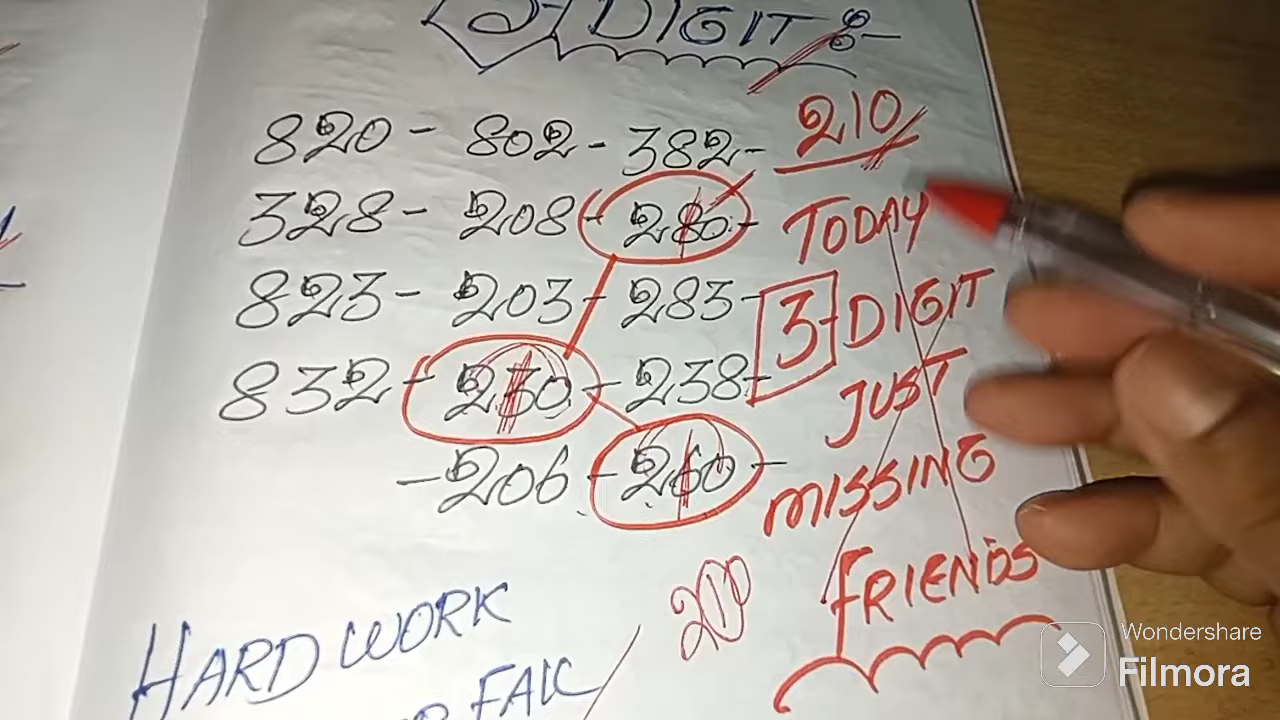 3-DIGIT :-
820 - 802 - 382 - 210
328 - 208 - 280 - TODAY
823 - 203 - 283 - 3-DIGIT
832 - 230 - 238 - JUST
- 206 - 260 - MISSING
FRIENDS
HARD WORK
Wondershare
Filmora